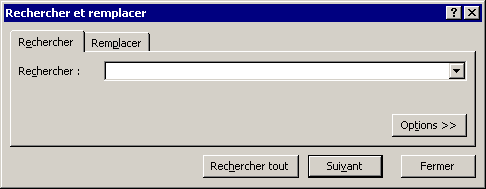 Rechercher et remplacer
Rechercher Remplacer
Rechercher :
Options >>
Rechercher tout Suivant Fermer